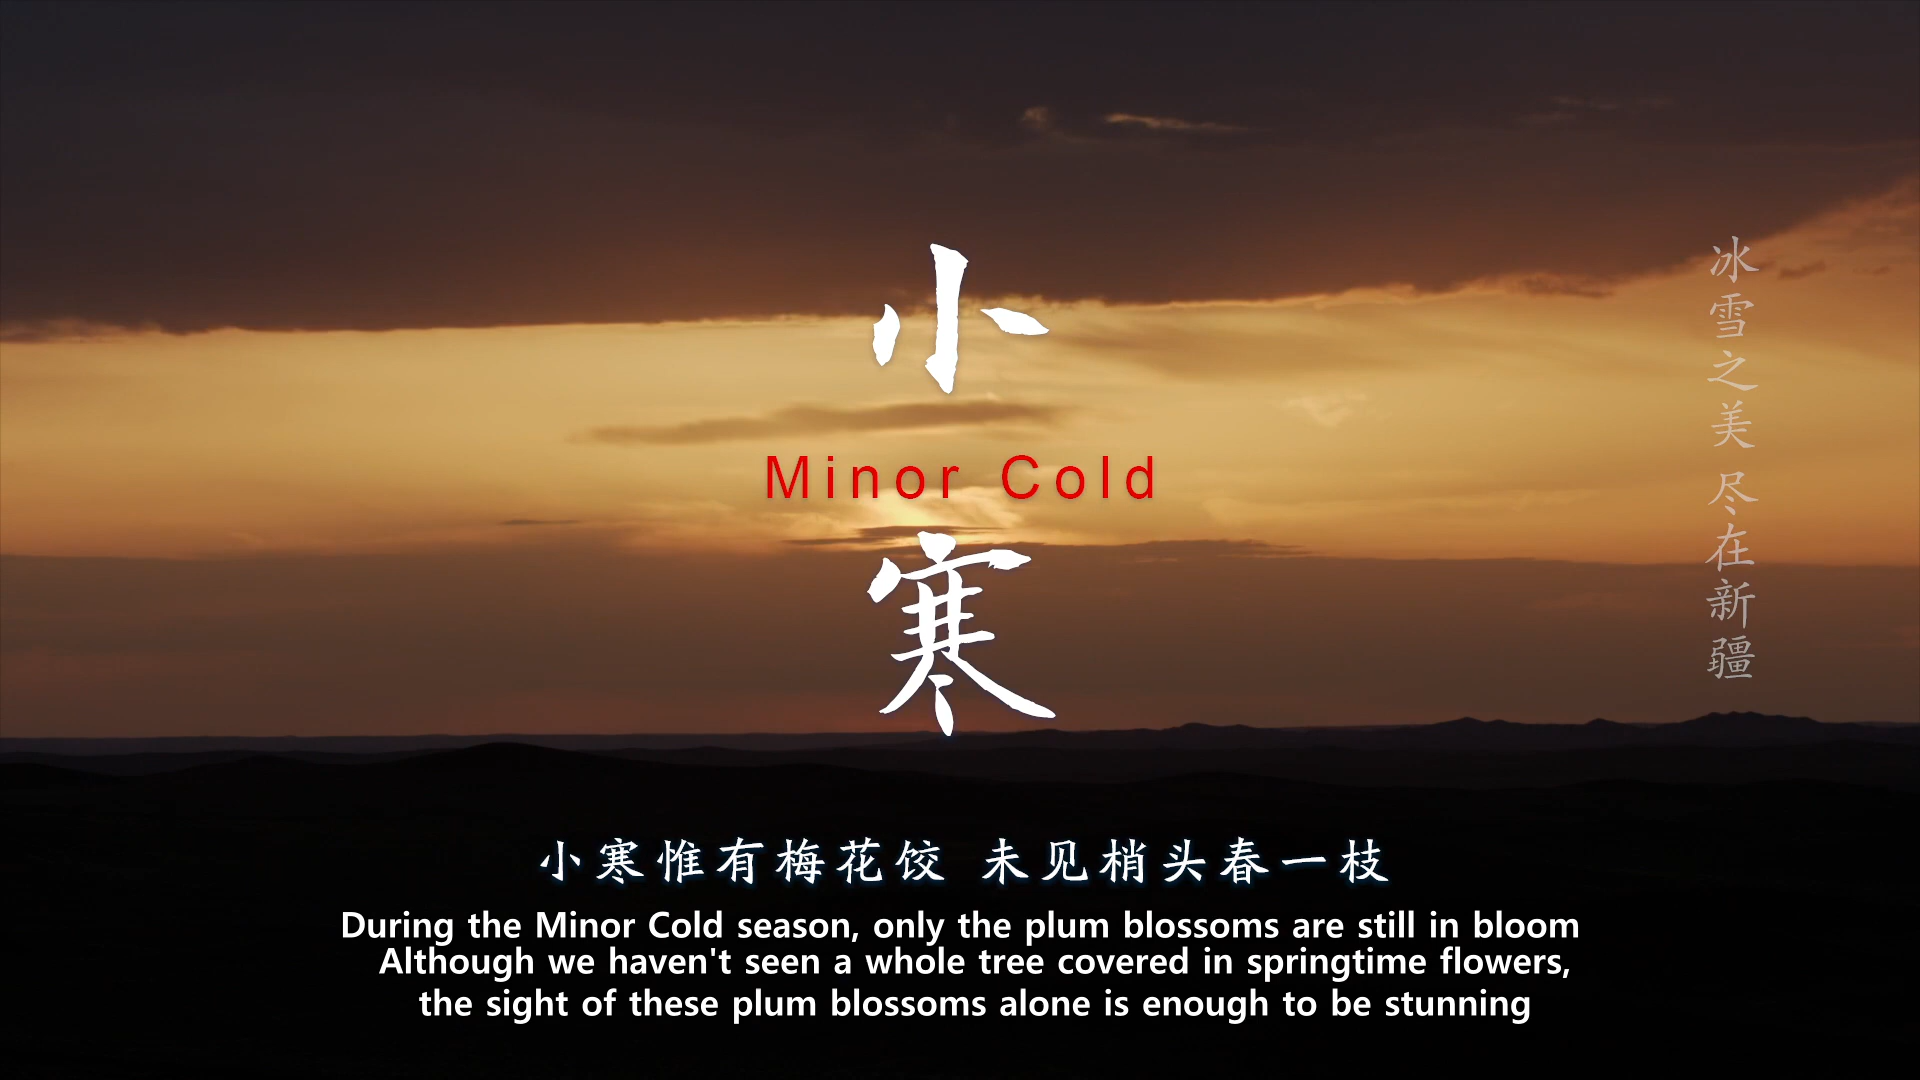 小
Minor Cold
寒
冰雪之美 尽在新疆
小寒惟有梅花饺 未见梢头春一枝
During the Minor Cold season, only the plum blossoms are still in bloom
Although we haven't seen a whole tree covered in springtime flowers,
the sight of these plum blossoms alone is enough to be stunning